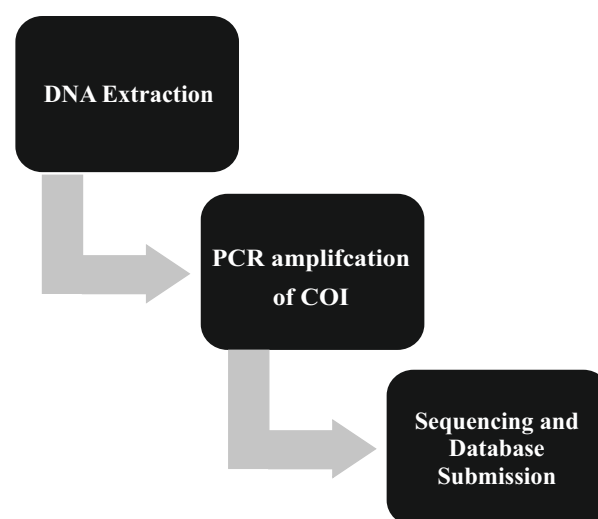 DNA Extraction
PCR amplifcation
of COI
Sequencing and
Database
Submission